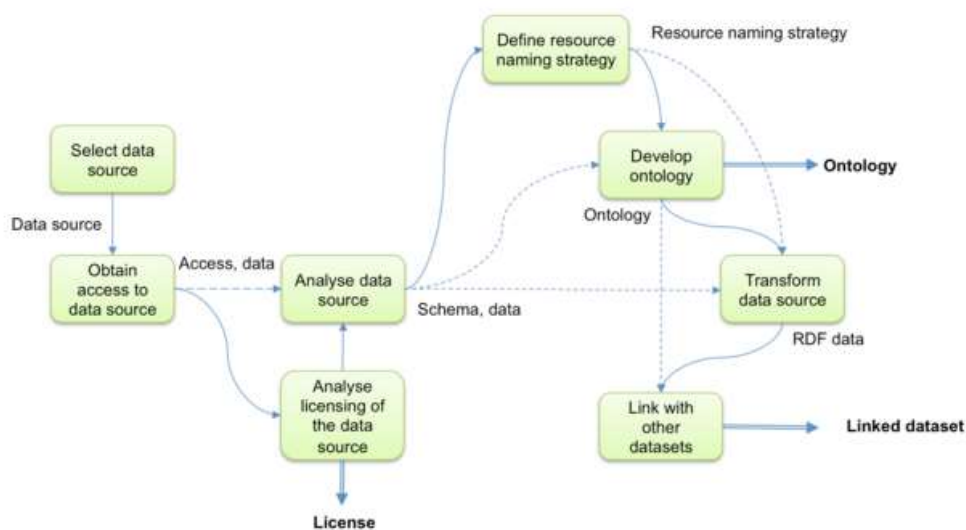 Define resource
naming strategy
Resource naming strategy
Select data
source
Develop
ontology
Ontology
Data source
Ontology
Obtain
access to
data source
Access, data
Analyse data
source
Schema, data
Transform
data source
RDF data
Analyse
licensing of
the data
source
Link with
other
datasets
Linked dataset
License